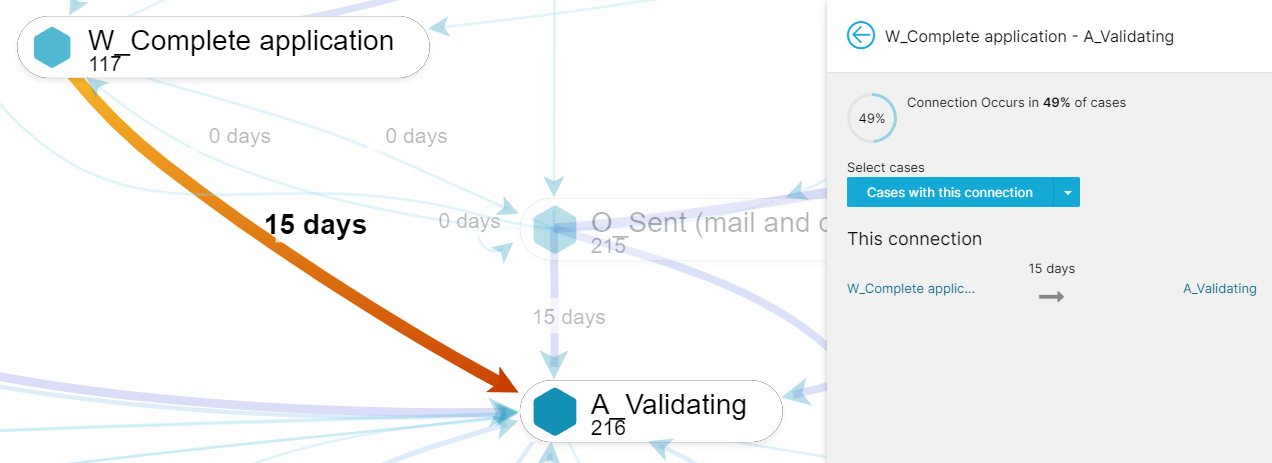 W_Complete application
117
0 days
0 days
15 days
0 days
O_Sent (mail and o
215
15 days
A_Validating
216
W_Complete application - A_Validating
49%
Connection Occurs in 49% of cases
Select cases
Cases with this connection
This connection
15 days
W_Complete applic...
A_Validating